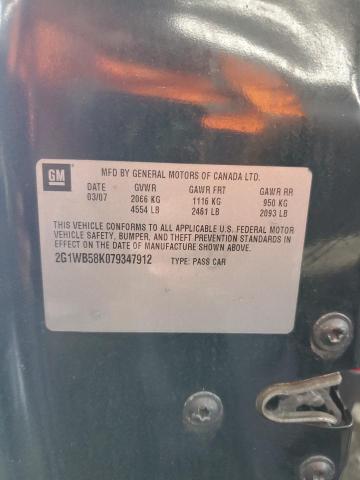 GM
MFD BY GENERAL MOTORS OF CANADA LTD.
DATE GVWR GAWR FRT GAWR RR
03/07 2066 KG 1116 KG 950 KG
4554 LB 2461 LB 2093 LB
THIS VEHICLE CONFORMS TO ALL APPLICABLE U.S. FEDERAL MOTOR
VEHICLE SAFETY, BUMPER, AND THEFT PREVENTION STANDARDS IN
EFFECT ON THE DATE OF MANUFACTURE SHOWN ABOVE.
2G1WB58K079347912 TYPE: PASS CAR